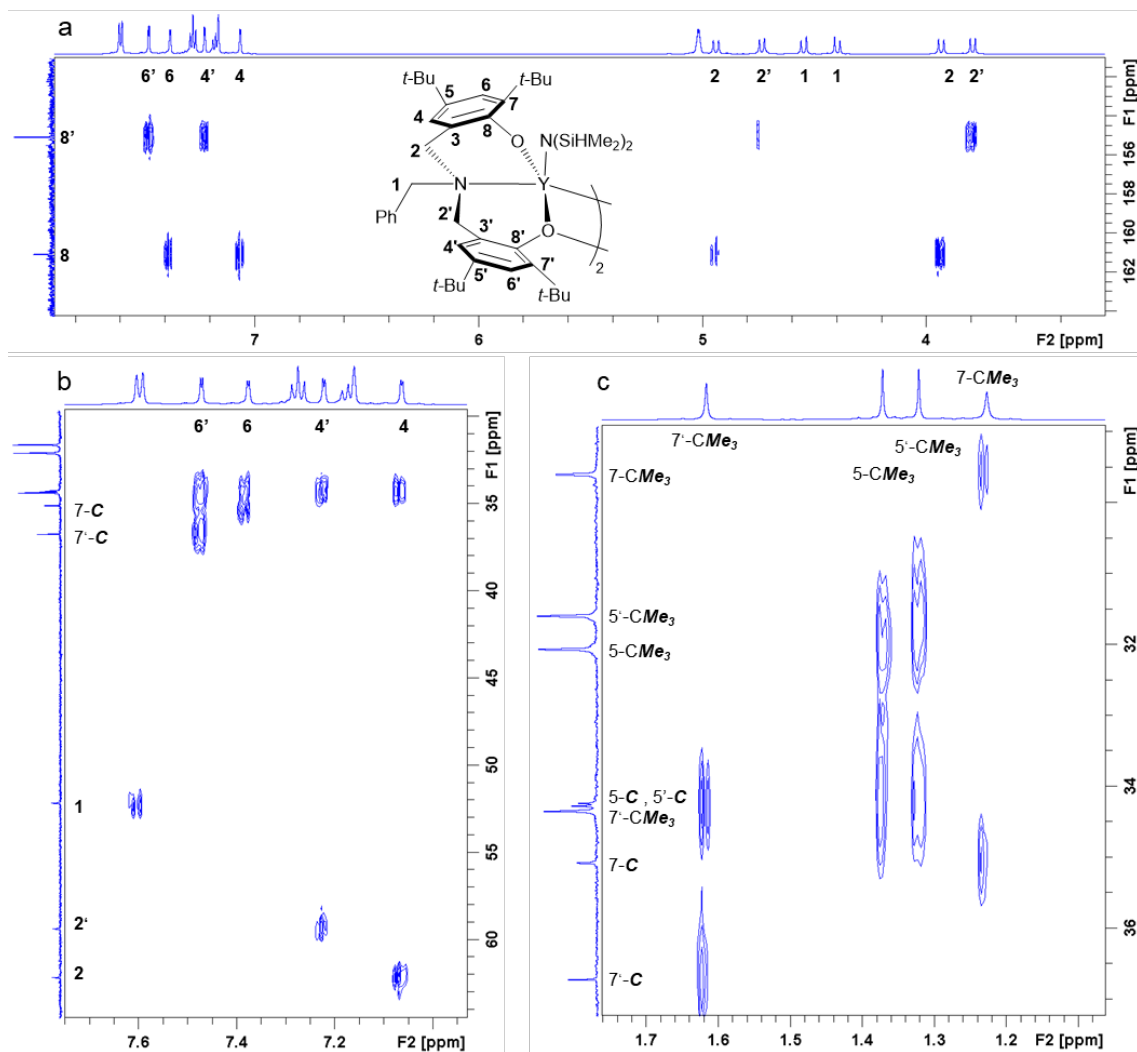 a
6' 6 4' 4 2 2' 1 1 2 2'
8'
8
F1 [ppm]
156
158
160
162
7 6 5 4 F2 [ppm]
t-Bu 6 t-Bu
5 7
4 8
3 O N(SiHMe2)2
2
1 N Y
Ph 2' 3' O
4' 8' 2
5' 7'
t-Bu 6' t-Bu
b
6' 6 4' 4
7-C
7'-C
1
2'
2
F1 [ppm]
35
40
45
50
55
60
7.6 7.4 7.2 F2 [ppm]
c
7-CMe3
7'-CMe3
5'-CMe3
5-CMe3
7-CMe3
5'-CMe3
5-CMe3
5-C , 5'-C
7'-CMe3
7-C
7'-C
F1 [ppm]
32
34
36
1.7 1.6 1.5 1.4 1.3 1.2 F2 [ppm]